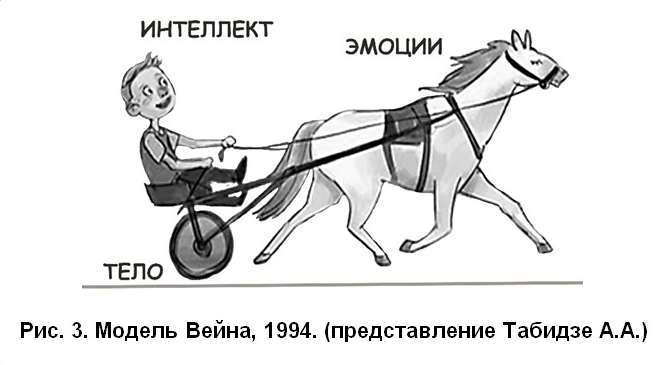 ИНТЕЛЛЕКТ
ЭМОЦИИ
ТЕЛО
Рис. 3. Модель Вейна, 1994. (представление Табидзе А.А.)